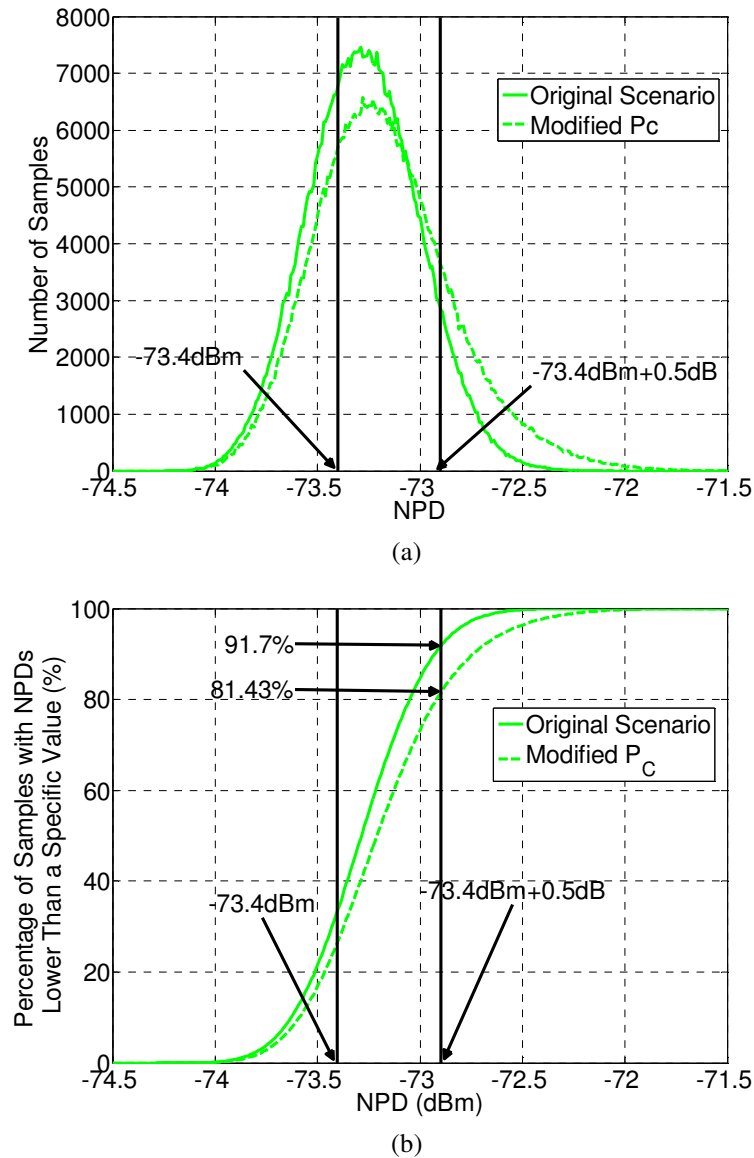 8000
7000
6000
5000
4000
3000
2000
1000
0
Number of Samples
Original Scenario
Modified Pc
-73.4dBm
-73.4dBm+0.5dB
-74.5 -74 -73.5 -73 -72.5 -72 -71.5
NPD
(a)
100
80
60
40
20
0
Percentage of Samples with NPDs
Lower Than a Specific Value (%)
91.7%
81.43%
Original Scenario
Modified P_C
-73.4dBm
-73.4dBm+0.5dB
-74.5 -74 -73.5 -73 -72.5 -72 -71.5
NPD (dBm)
(b)